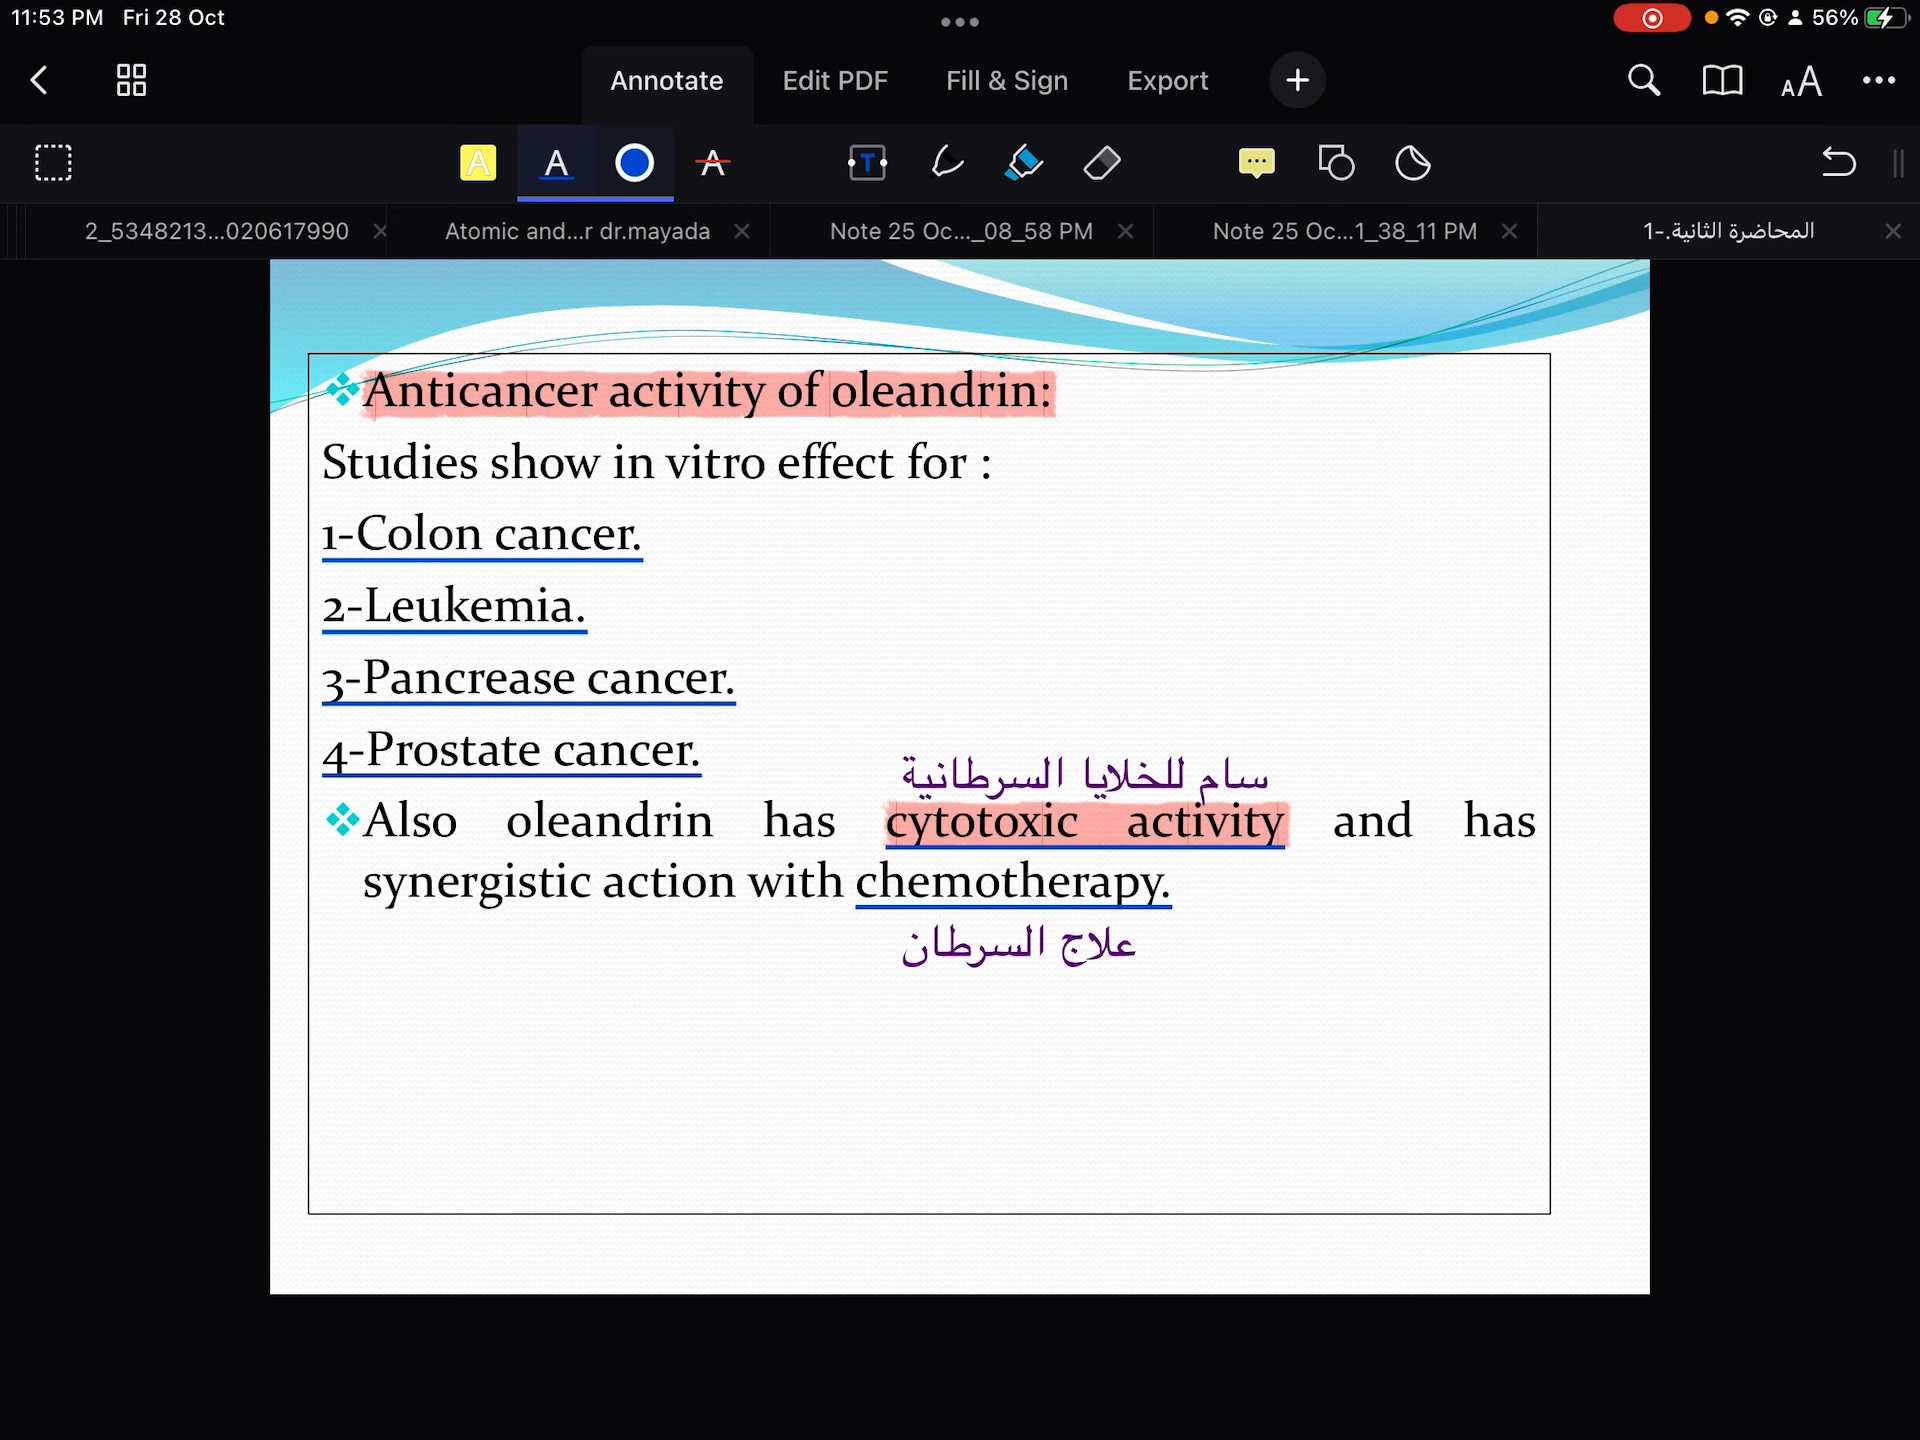 11:53 PM Fri 28 Oct
56%
Annotate Edit PDF Fill & Sign Export
2_5348213...020617990
Atomic and...r dr.mayada
Note 25 Oc..._08_58 PM
Note 25 Oc...1_38_11 PM
المحاضرة الثانية.-1
Anticancer activity of oleandrin:
Studies show in vitro effect for :
1-Colon cancer.
2-Leukemia.
3-Pancrease cancer.
4-Prostate cancer.
سام للخلايا السرطانية
Also oleandrin has cytotoxic activity and has
synergistic action with chemotherapy.
علاج السرطان